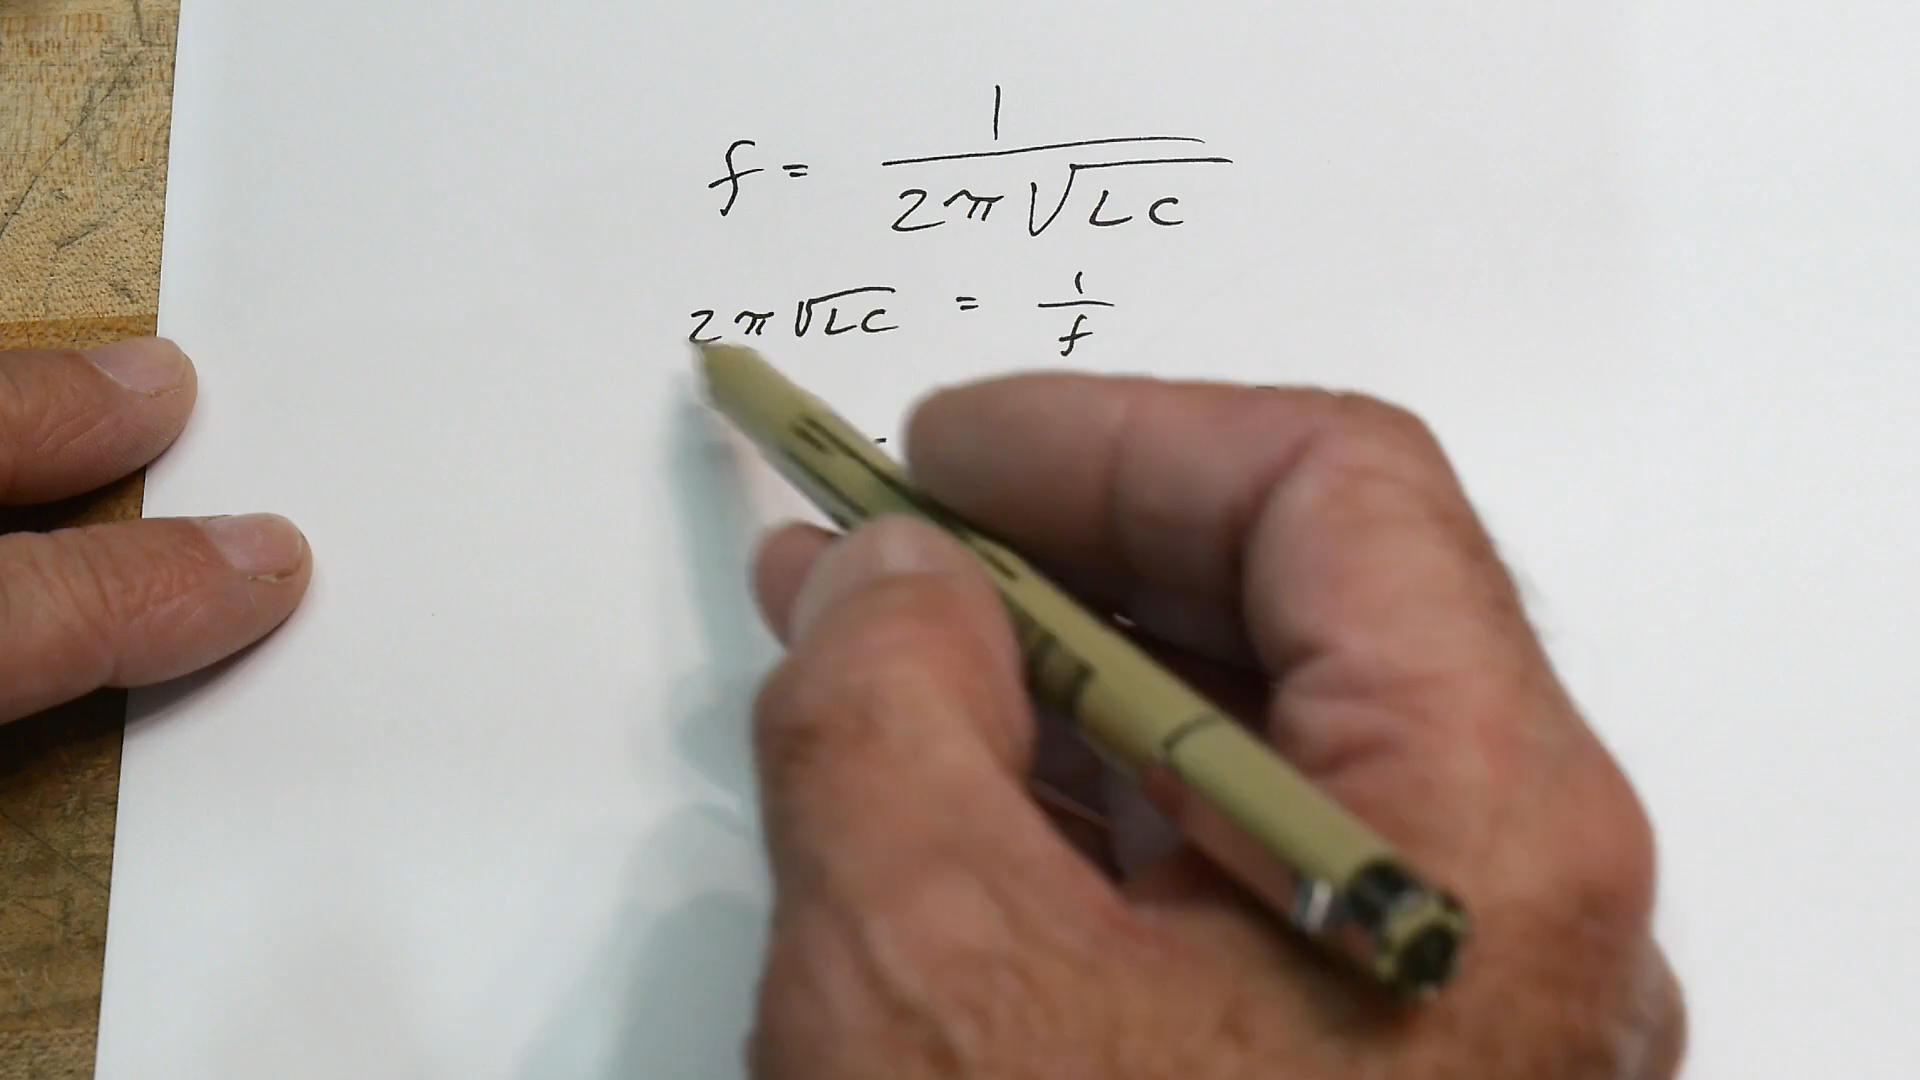 f = 1 / 2π√LC
2π√LC = 1 / f